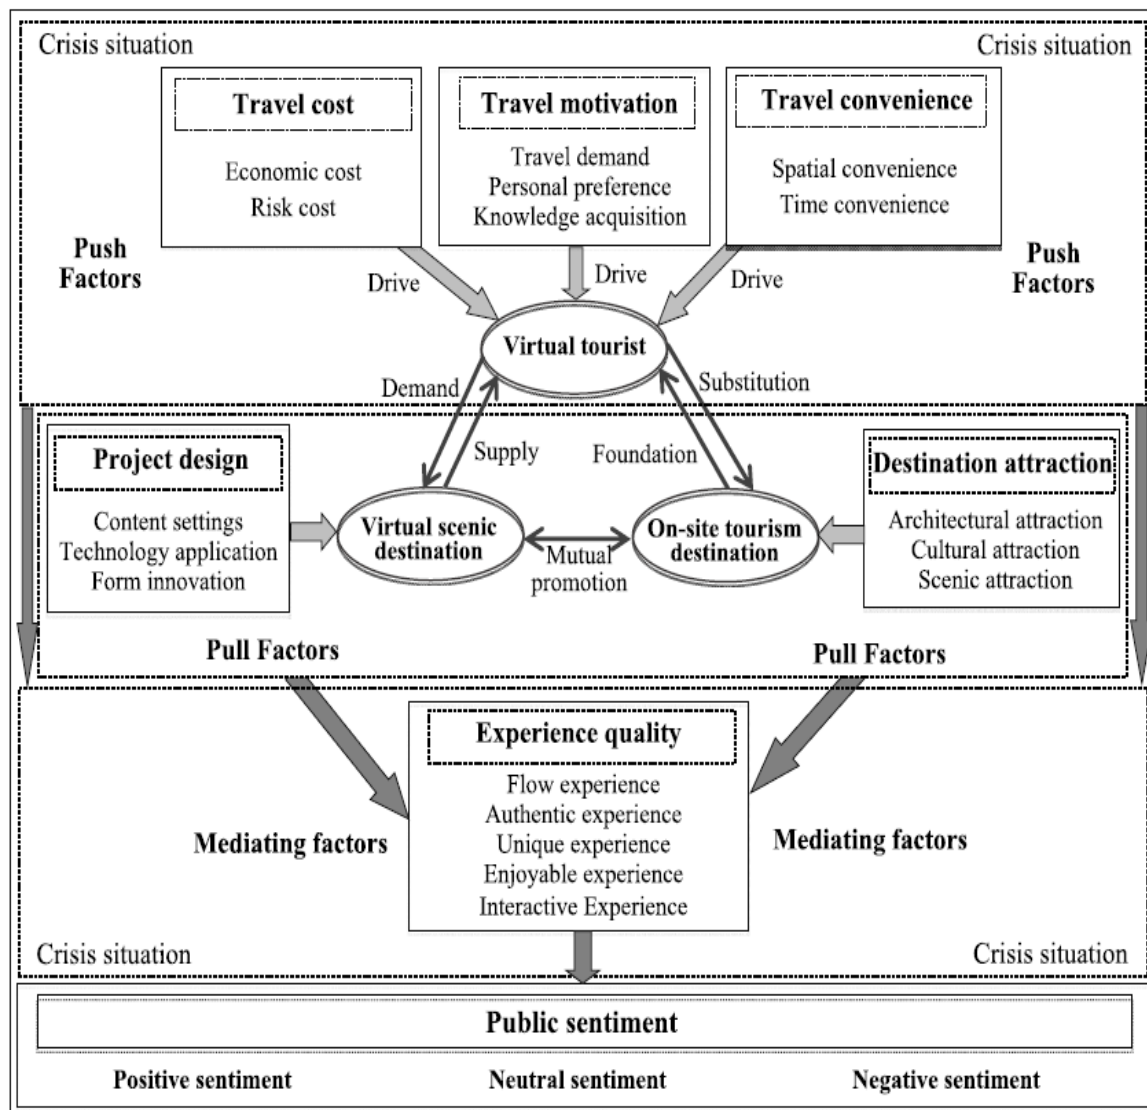 Crisis situation
Crisis situation
Travel cost
Economic cost
Risk cost
Travel motivation
Travel demand
Personal preference
Knowledge acquisition
Travel convenience
Spatial convenience
Time convenience
Push
Factors
Push
Factors
Drive
Drive
Drive
Virtual tourist
Demand
Substitution
Supply
Foundation
Project design
Content settings
Technology application
Form innovation
Virtual scenic
destination
Mutual
promotion
On-site tourism
destination
Destination attraction
Architectural attraction
Cultural attraction
Scenic attraction
Pull Factors
Pull Factors
Experience quality
Flow experience
Authentic experience
Unique experience
Enjoyable experience
Interactive Experience
Mediating factors
Mediating factors
Crisis situation
Crisis situation
Public sentiment
Positive sentiment
Neutral sentiment
Negative sentiment